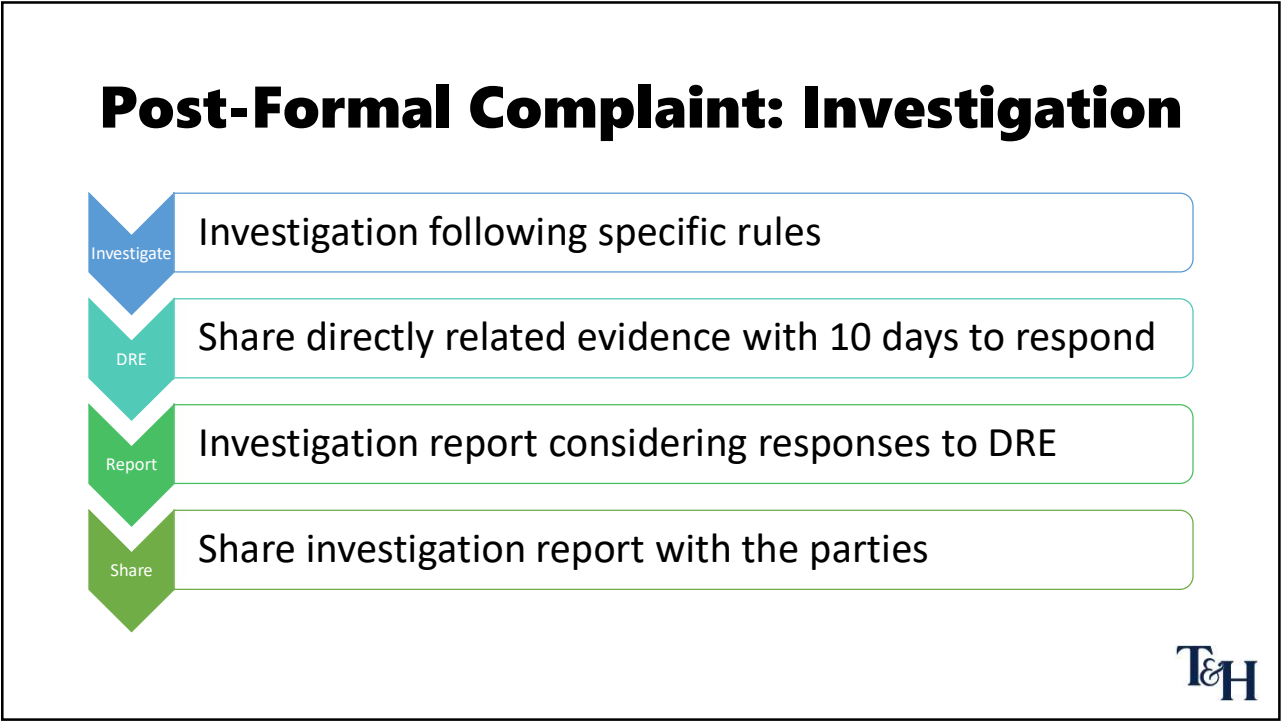 Post-Formal Complaint: Investigation
Investigate
Investigation following specific rules
DRE
Share directly related evidence with 10 days to respond
Report
Investigation report considering responses to DRE
Share
Share investigation report with the parties
T&H